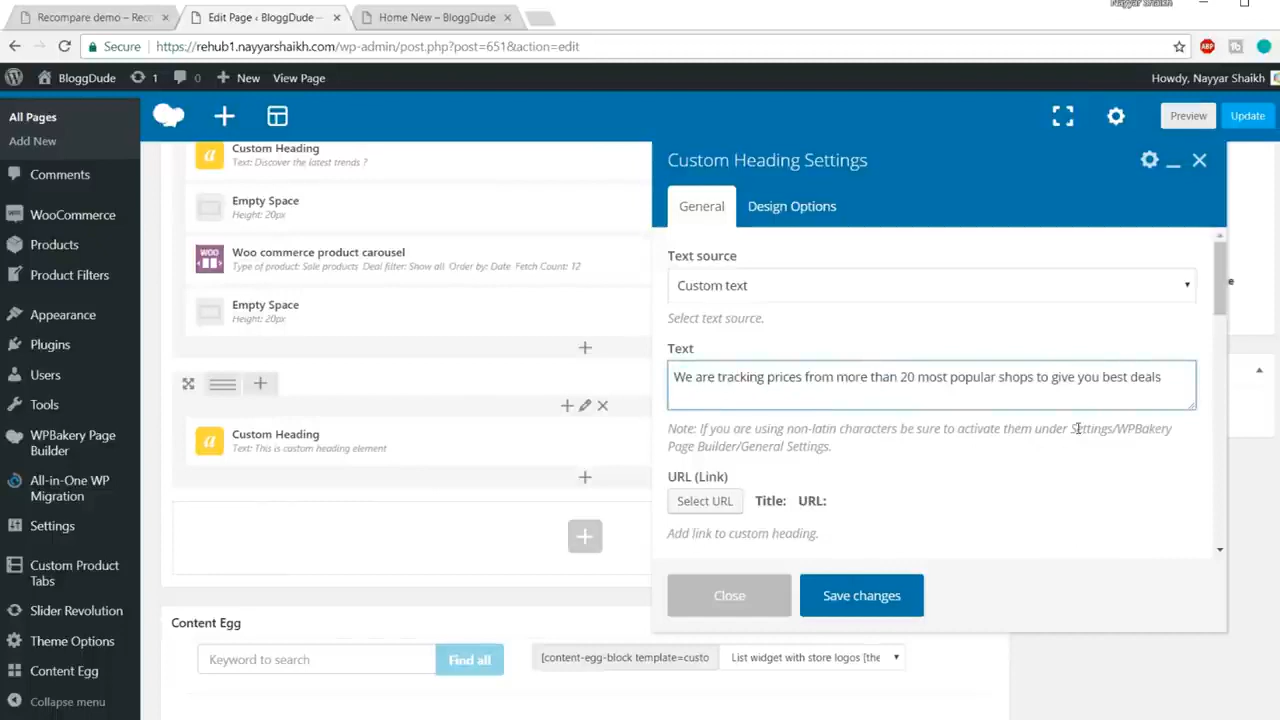 Nayyar Shaikh
Recompare demo – Rec
Edit Page ‹ BloggDude —
Home New – BloggDude
Secure
https://rehub1.nayyarshaikh.com/wp-admin/post.php?post=651&action=edit
ABP
BloggDude
1
0
New
View Page
Howdy, Nayyar Shaikh
All Pages
Add New
Comments
WooCommerce
Products
Product Filters
Appearance
Plugins
Users
Tools
WPBakery Page
Builder
All-in-One WP
Migration
Settings
Custom Product
Tabs
Slider Revolution
Theme Options
Content Egg
Collapse menu
Preview
Update
Custom Heading
Text: Discover the latest trends ?
Empty Space
Height: 20px
WOO
Woo commerce product carousel
Type of product: Sale products Deal filter: Show all Order by: Date Fetch Count: 12
Empty Space
Height: 20px
a
Custom Heading
Text: This is custom heading element
Custom Heading Settings
General
Design Options
Text source
Custom text
Select text source.
Text
We are tracking prices from more than 20 most popular shops to give you best deals
Note: If you are using non-latin characters be sure to activate them under Settings/WPBakery
Page Builder/General Settings.
URL (Link)
Select URL
Title: URL:
Add link to custom heading.
Close
Save changes
Content Egg
Keyword to search
Find all
[content-egg-block template=custo
List widget with store logos [the